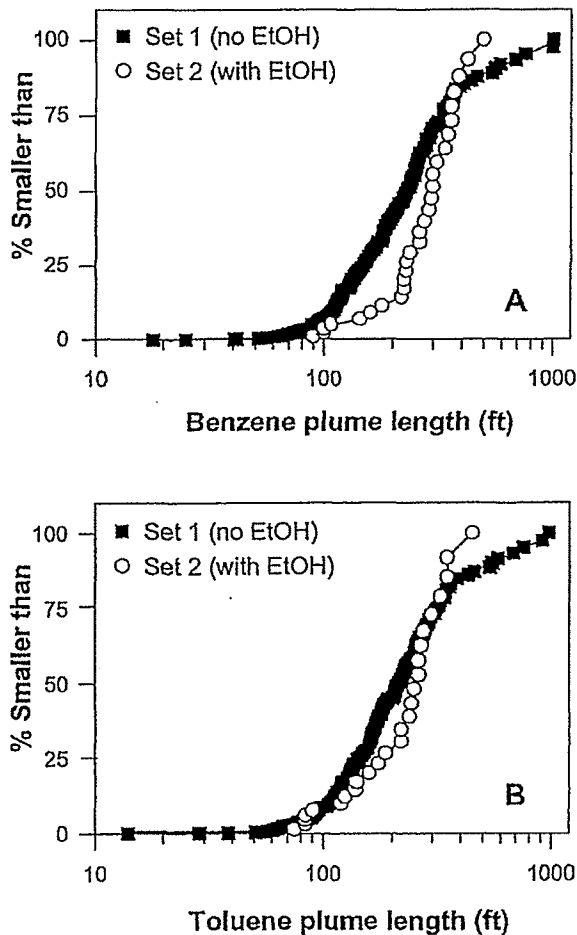 100
75
50
25
0
% Smaller than
Set 1 (no EtOH)
Set 2 (with EtOH)
A
10
100
1000
Benzene plume length (ft)
100
75
50
25
0
% Smaller than
Set 1 (no EtOH)
Set 2 (with EtOH)
B
10
100
1000
Toluene plume length (ft)